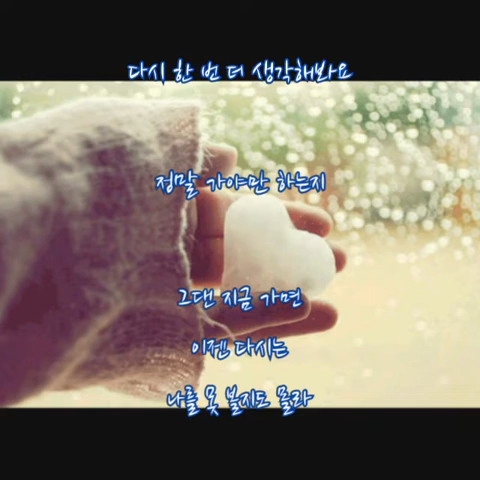 다시 한 번 더 생각해봐요
정말 가야만 하는지
그댄 지금 가면
이젠 다시는
나를 못 볼지도 몰라